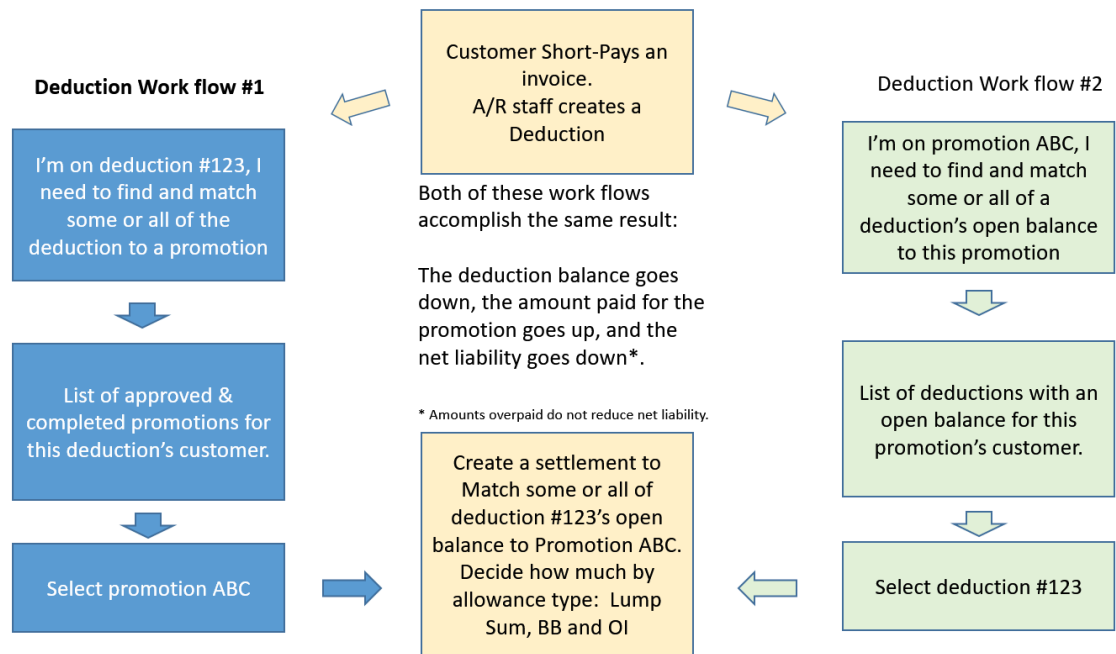 Customer Short-Pays an
invoice.
A/R staff creates a
Deduction
Deduction Work flow #1
I'm on deduction #123, I
need to find and match
some or all of the
deduction to a promotion
List of approved &
completed promotions for
this deduction's customer.
Select promotion ABC
Both of these work flows
accomplish the same result:
The deduction balance goes
down, the amount paid for the
promotion goes up, and the
net liability goes down*.
* Amounts overpaid do not reduce net liability.
Deduction Work flow #2
I'm on promotion ABC, I
need to find and match
some or all of a
deduction's open balance
to this promotion
List of deductions with an
open balance for this
promotion's customer.
Select deduction #123
Create a settlement to
Match some or all of
deduction #123's open
balance to Promotion ABC.
Decide how much by
allowance type:  Lump
Sum, BB and OI